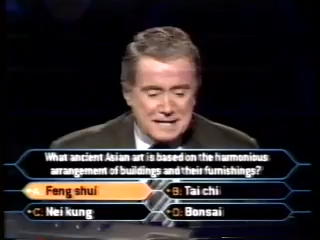 What ancient Asian art is based on the harmonious
arrangement of buildings and their furnishings?
A: Feng shui
B: Tai chi
C: Nei kung
D: Bonsai